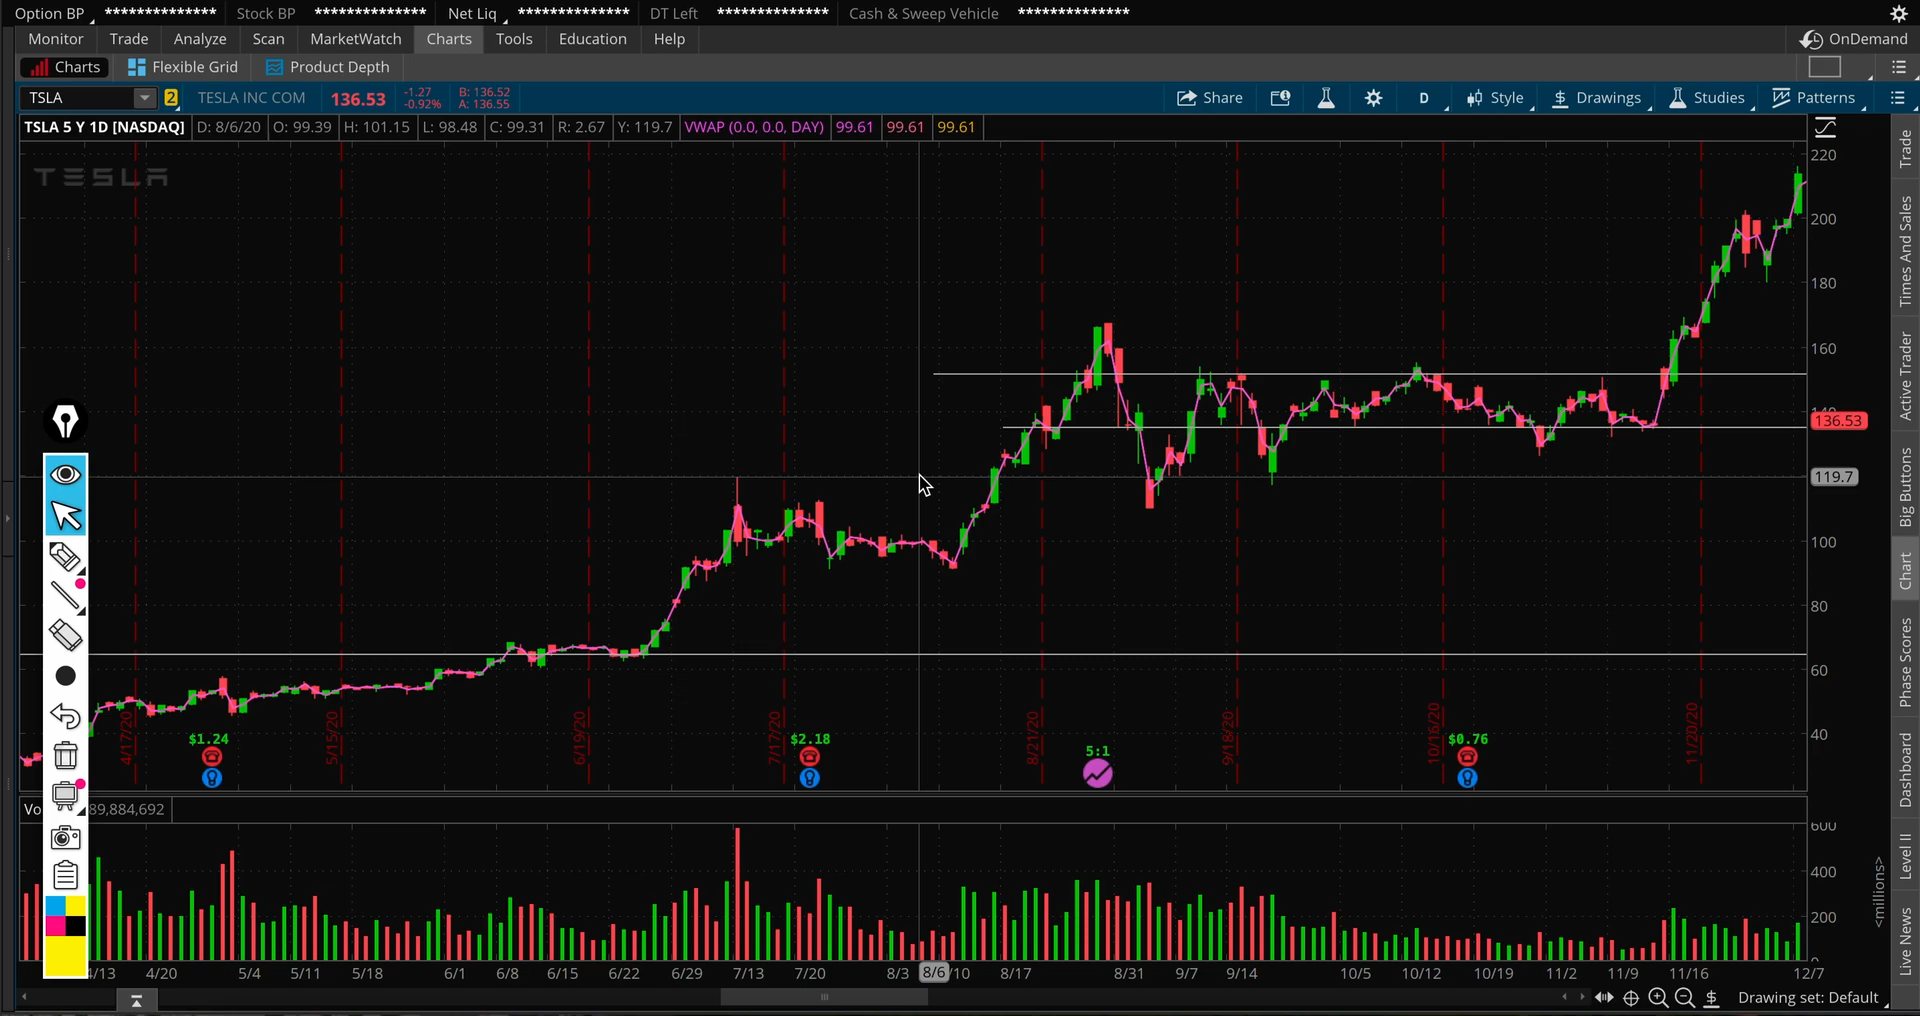 Option BP ************** Stock BP ************** Net Liq ************** DT Left ************** Cash & Sweep Vehicle **************
Monitor Trade Analyze Scan MarketWatch Charts Tools Education Help OnDemand
Charts Flexible Grid Product Depth
TSLA 2 TESLA INC COM 136.53 -1.27 B: 136.52 Share D Style $ Drawings Studies Patterns
-0.92% A: 136.55
TSLA 5 Y 1D [NASDAQ] D: 8/6/20 O: 99.39 H: 101.15 L: 98.48 C: 99.31 R: 2.67 Y: 119.7 VWAP (0.0, 0.0, DAY) 99.61 99.61 99.61
TESLA
220
200
180
160
140
136.53
119.7
100
80
60
40
4/17/20 5/15/20 6/19/20 7/17/20 8/21/20 9/18/20 10/16/20 11/20/20
$1.24 $2.18 5:1 $0.76
Vo 89,884,692
600
400
200
0
<millions>
4/13 4/20 5/4 5/11 5/18 6/1 6/8 6/15 6/22 6/29 7/13 7/20 8/3 8/6 /10 8/17 8/31 9/7 9/14 10/5 10/12 10/19 11/2 11/9 11/16 12/7
$ Drawing set: Default
Trade
Times And Sales
Active Trader
Big Buttons
Chart
Phase Scores
Dashboard
Level II
Live News